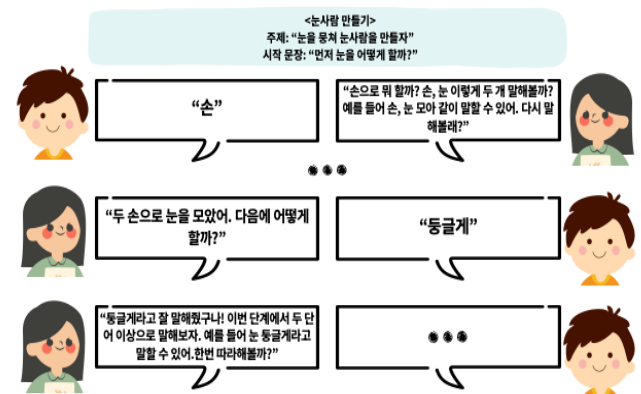 <눈사람 만들기>
주제: “눈을 뭉쳐 눈사람을 만들자”
시작 문장: “먼저 눈을 어떻게 할까?”
“손”
“손으로 뭐 할까? 손, 눈 이렇게 두 개 말해볼까?
예를 들어 손, 눈 모아 같이 말할 수 있어. 다시 말
해볼래?”
“두 손으로 눈을 모았어. 다음에 어떻게
할까?”
“둥글게”
“둥글게라고 잘 말해줬구나! 이번 단계에서 두 단
어 이상으로 말해보자. 예를 들어 눈 둥글게라고
말할 수 있어.한번 따라해볼까?”